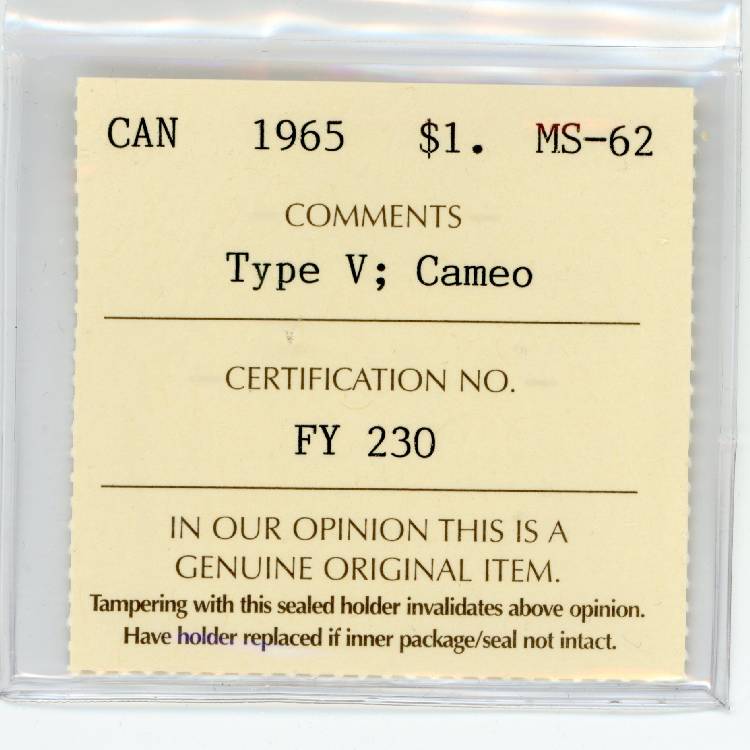 CAN 1965 $1. MS-62
COMMENTS
Type V; Cameo
CERTIFICATION NO.
FY 230
IN OUR OPINION THIS IS A
GENUINE ORIGINAL ITEM.
Tampering with this sealed holder invalidates above opinion.
Have holder replaced if inner package/seal not intact.